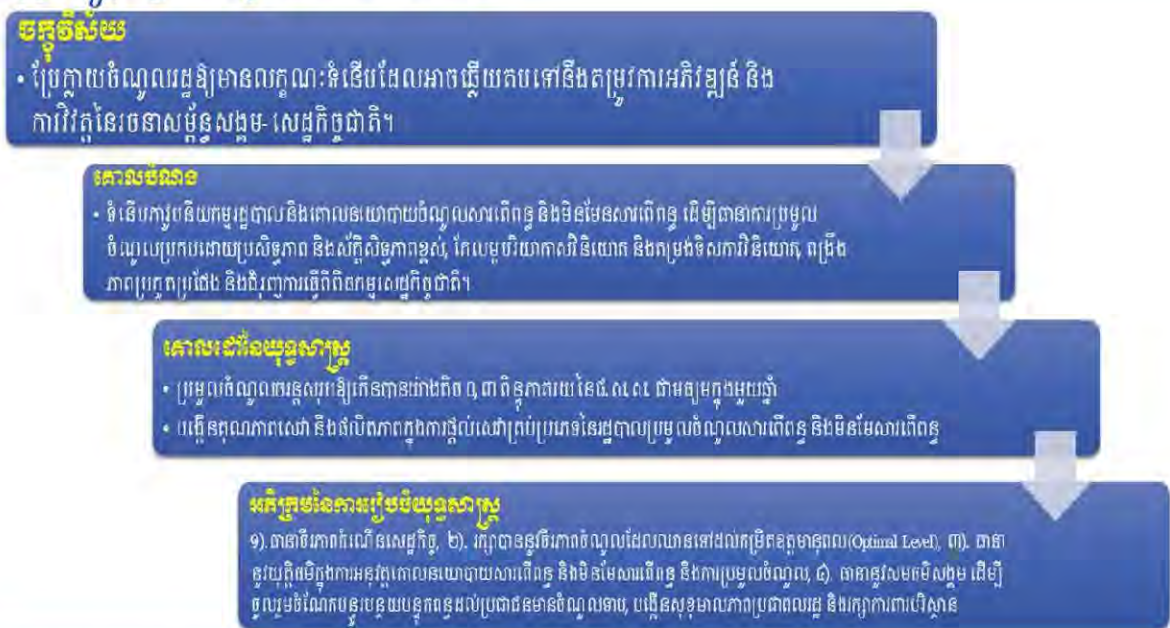 ចក្ខុវិស័យ
• ប្រែក្លាយចំណូលរដ្ឋឱ្យមានលក្ខណៈទំនើបដែលអាចឆ្លើយតបទៅនឹងតម្រូវការអភិវឌ្ឍន៍ និង
ការវិវត្តនៃរចនាសម្ព័ន្ធសង្គម- សេដ្ឋកិច្ចជាតិ។
គោលបំណង
• ទំនើបភាវូបនីយកម្មរដ្ឋបាល និងគោលនយោបាយចំណូលសារពើពន្ធ និងមិនមែនសារពើពន្ធ ដើម្បីធានាការប្រមូល
ចំណូលប្រកបដោយប្រសិទ្ធភាព និងស័ក្តិសិទ្ធភាពខ្ពស់, កែលម្អបរិយាកាសវិនិយោគ និងតម្រង់ទិសការវិនិយោគ, ពង្រឹង
ភាពប្រកួតប្រជែង និងជំរុញការធ្វើពិពិធកម្មសេដ្ឋកិច្ចជាតិ។
គោលដៅនៃយុទ្ធសាស្ត្រ
• ប្រមូលចំណូលចរន្តសរុបឱ្យកើនបានយ៉ាងតិច ០,៣ ពិន្ទុភាគរយ នៃផ.ស.ស. ជាមធ្យមក្នុងមួយឆ្នាំ
• បង្កើនគុណភាពសេវា និងផលិតភាពក្នុងការផ្តល់សេវាគ្រប់ប្រភេទនៃរដ្ឋបាលប្រមូលចំណូលសារពើពន្ធ និងមិនមែសារពើពន្ធ
អភិក្រមនៃការរៀបចំយុទ្ធសាស្ត្រ
១). ធានាចីរភាពកំណើនសេដ្ឋកិច្ច, ២). រក្សាបាននូវចីរភាពចំណូលដែលឈានទៅដល់កម្រិតឧត្តមានុពល(Optimal Level), ៣). ធានា
នូវយុត្តិធម៌ក្នុងការអនុវត្តគោលនយោបាយសារពើពន្ធ និងមិនមែនសារពើពន្ធ និងការប្រមូលចំណូល, ៤). ធានានូវសមធម៌សង្គម ដើម្បី
ចូលរួមចំណែកបន្ធូរបន្ថយបន្ទុកពន្ធដល់ប្រជាជនមានចំណូលទាប, បង្កើនសុខុមាលភាពប្រជាពលរដ្ឋ និងរក្សាការពារបរិស្ថាន